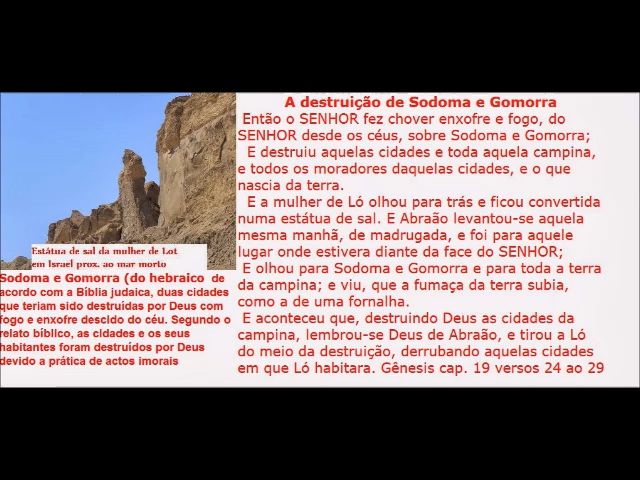 A destruição de Sodoma e Gomorra
Então o SENHOR fez chover enxofre e fogo, do
SENHOR desde os céus, sobre Sodoma e Gomorra;
E destruiu aquelas cidades e toda aquela campina,
e todos os moradores daquelas cidades, e o que
nascia da terra.
E a mulher de Ló olhou para trás e ficou convertida
numa estátua de sal. E Abraão levantou-se aquela
mesma manhã, de madrugada, e foi para aquele
lugar onde estivera diante da face do SENHOR;
E olhou para Sodoma e Gomorra e para toda a terra
da campina; e viu, que a fumaça da terra subia,
como a de uma fornalha.
E aconteceu que, destruindo Deus as cidades da
campina, lembrou-se Deus de Abraão, e tirou a Ló
do meio da destruição, derrubando aquelas cidades
em que Ló habitara. Gênesis cap. 19 versos 24 ao 29
Estátua de sal da mulher de Lot
em Israel prox. ao mar morto
Sodoma e Gomorra (do hebraico de
acordo com a Bíblia judaica, duas cidades
que teriam sido destruídas por Deus com
fogo e enxofre descido do céu. Segundo o
relato bíblico, as cidades e os seus
habitantes foram destruídos por Deus
devido a prática de actos imorais